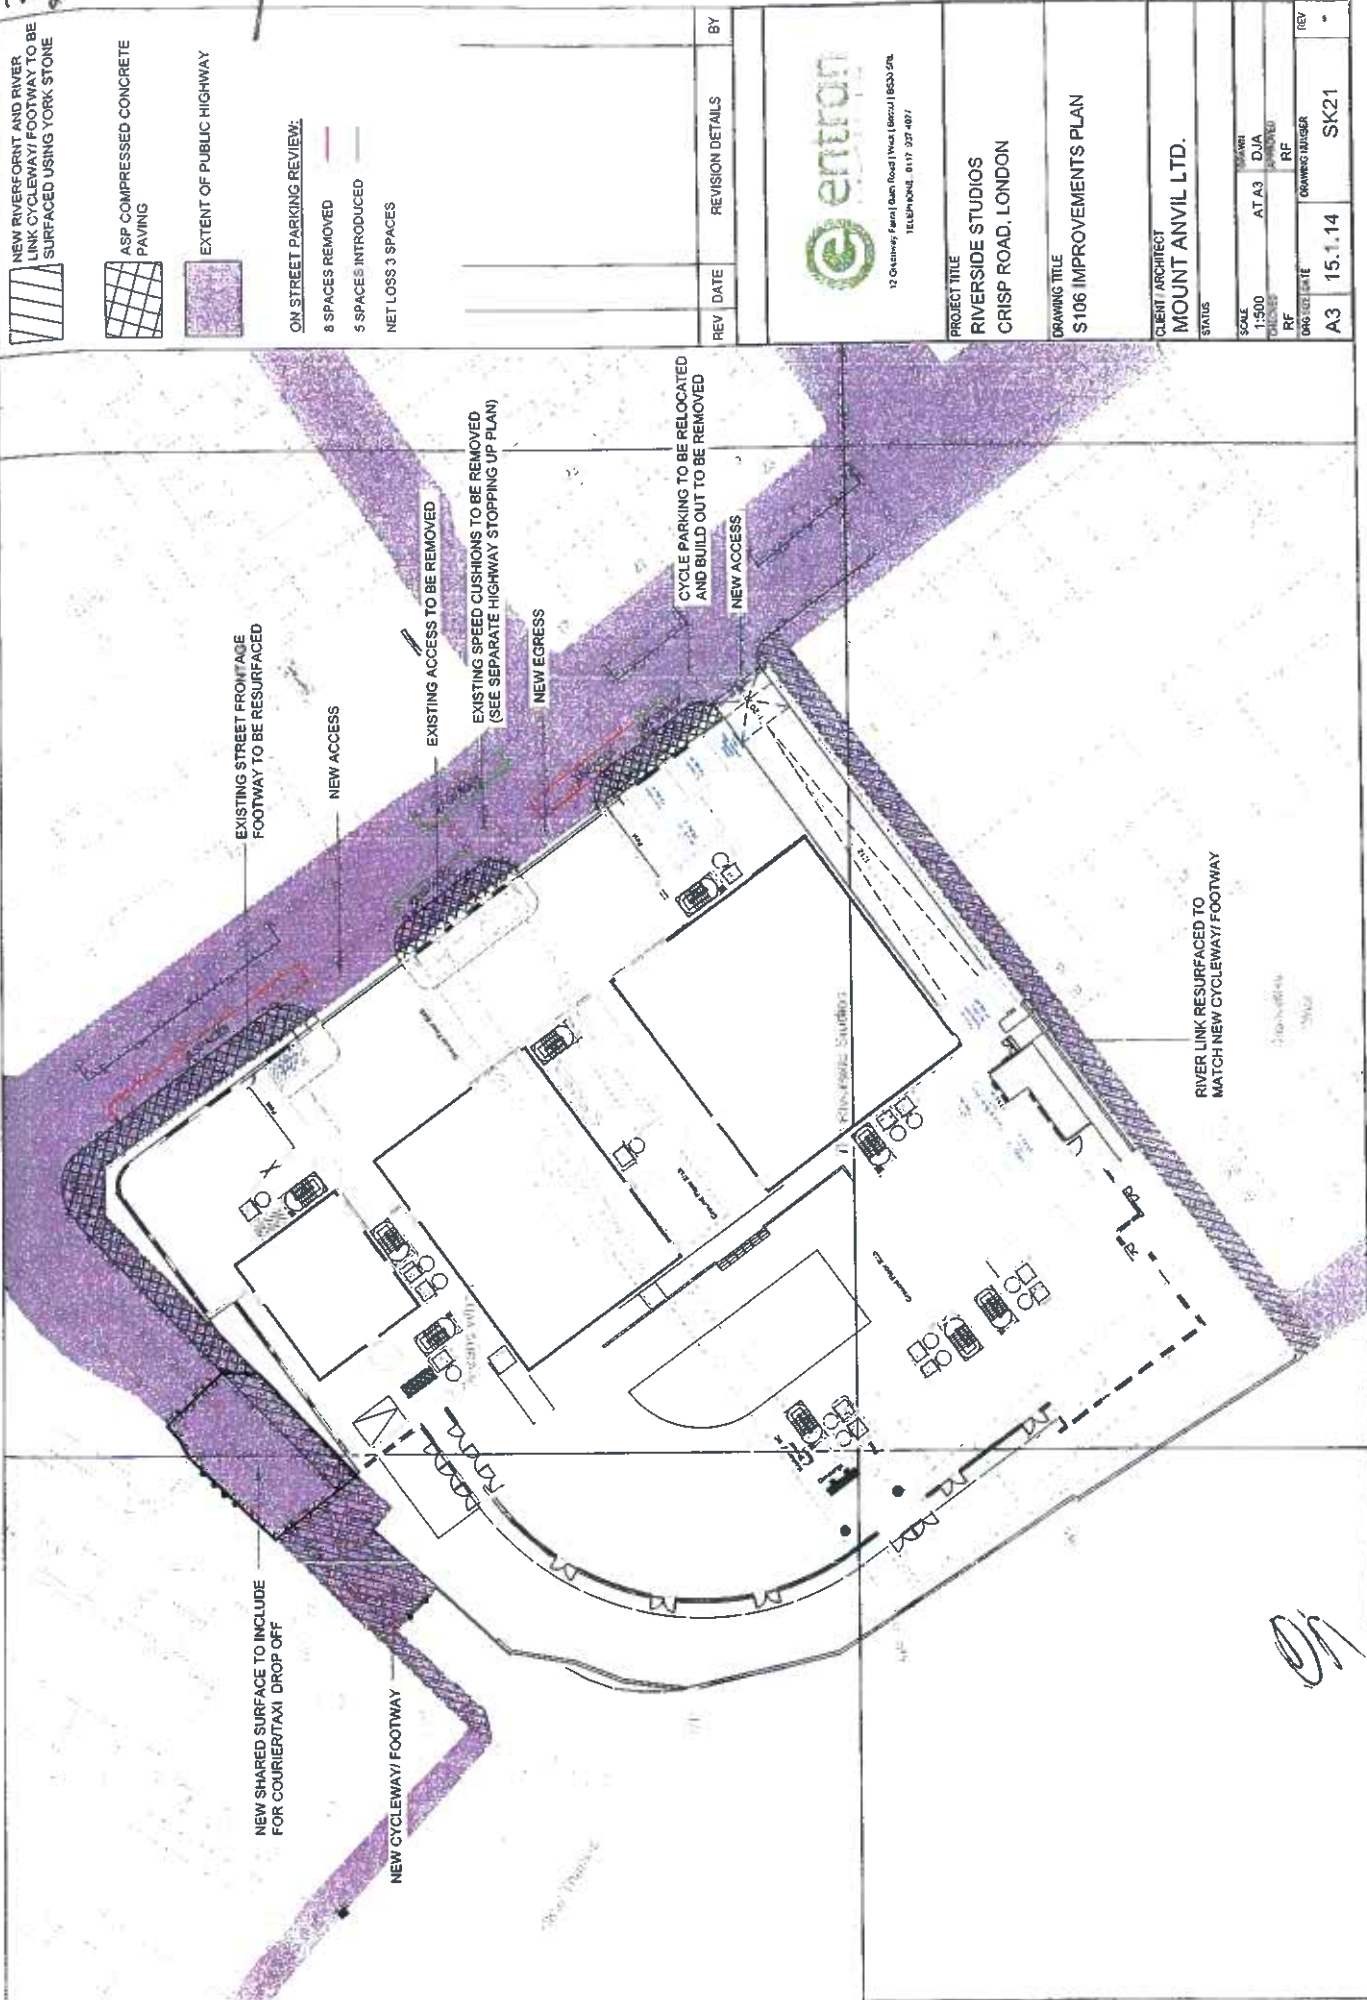 NEW RIVERFORNT AND RIVER
LINK CYCLEWAY/ FOOTWAY TO BE
SURFACED USING YORK STONE
ASP COMPRESSED CONCRETE
PAVING
EXTENT OF PUBLIC HIGHWAY
ON STREET PARKING REVIEW:
8 SPACES REMOVED
5 SPACES INTRODUCED
NET LOSS 3 SPACES
REV DATE REVISION DETAILS BY
entran
TELEPHONE
PROJECT TITLE
RIVERSIDE STUDIOS
CRISP ROAD, LONDON
DRAWING TITLE
S106 IMPROVEMENTS PLAN
CLIENT / ARCHITECT
MOUNT ANVIL LTD.
STATUS
SCALE
1:500 AT A3
DRAWN
DJA
CHECKED
RF
APPROVED
RF
DATE
A3 15.1.14
DRAWING NUMBER
SK21
REV
-
EXISTING STREET FRONTAGE
FOOTWAY TO BE RESURFACED
NEW ACCESS
EXISTING ACCESS TO BE REMOVED
EXISTING SPEED CUSHIONS TO BE REMOVED
(SEE SEPARATE HIGHWAY STOPPING UP PLAN)
NEW EGRESS
CYCLE PARKING TO BE RELOCATED
AND BUILD OUT TO BE REMOVED
NEW ACCESS
NEW SHARED SURFACE TO INCLUDE
FOR COURIER/TAXI DROP OFF
NEW CYCLEWAY/ FOOTWAY
RIVER LINK RESURFACED TO
MATCH NEW CYCLEWAY/ FOOTWAY
Riverside Studios